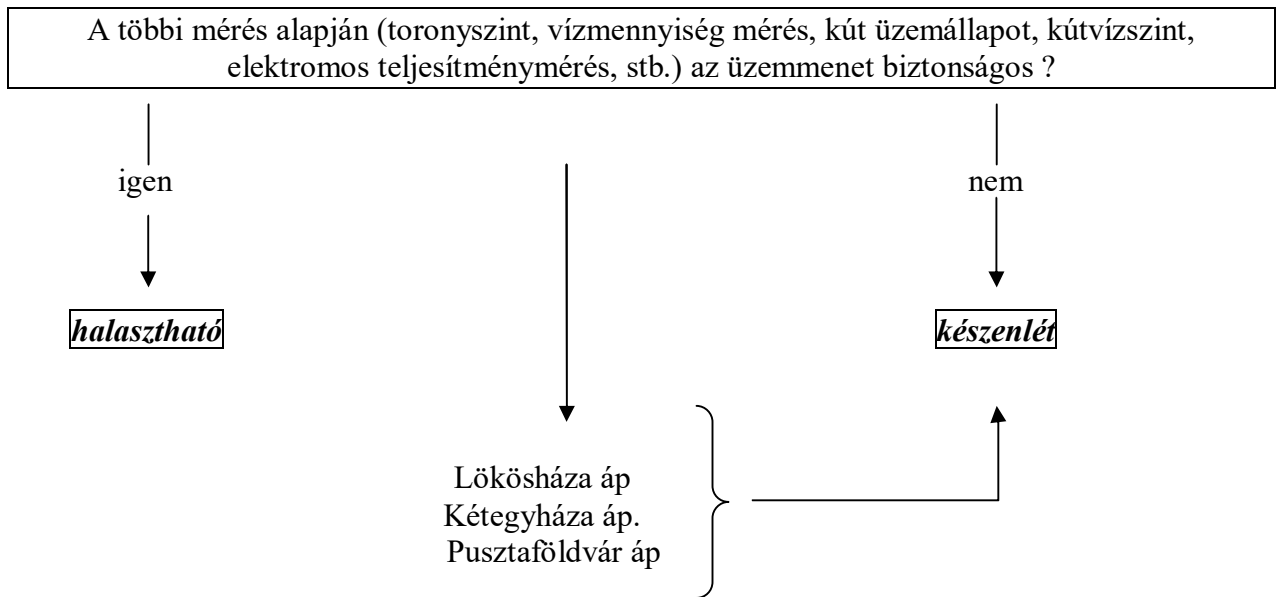 A többi mérés alapján (toronyszint, vízmennyiség mérés, kút üzemállapot, kútvízszint,
elektromos teljesítménymérés, stb.) az üzemmenet biztonságos ?
igen
nem
halasztható
készenlét
Lökösháza áp
Kétegyháza áp.
Pusztaföldvár áp